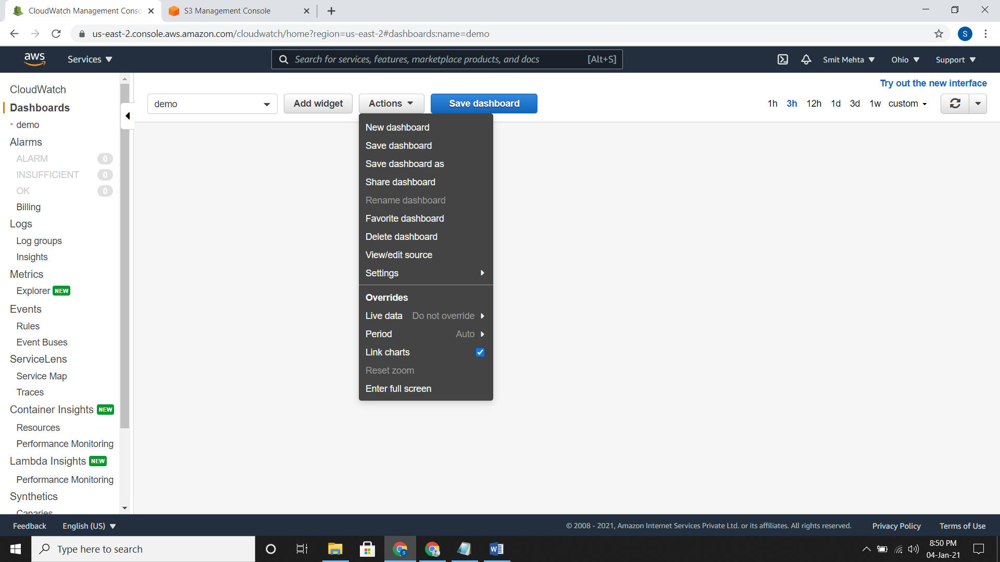 CloudWatch Management Conso
S3 Management Console
us-east-2.console.aws.amazon.com/cloudwatch/home?region=us-east-2#dashboards:name=demo
S
aws
Services
Search for services, features, marketplace products, and docs
[Alt+S]
Smit Mehta
Ohio
Support
Try out the new interface
CloudWatch
Dashboards
* demo
Alarms
ALARM 0
INSUFFICIENT 0
OK 0
Billing
Logs
Log groups
Insights
Metrics
Explorer NEW
Events
Rules
Event Buses
ServiceLens
Service Map
Traces
Container Insights NEW
Resources
Performance Monitoring
Lambda Insights NEW
Performance Monitoring
Synthetics
Canaries
demo
Add widget
Actions
Save dashboard
1h 3h 12h 1d 3d 1w custom
New dashboard
Save dashboard
Save dashboard as
Share dashboard
Rename dashboard
Favorite dashboard
Delete dashboard
View/edit source
Settings
Overrides
Live data Do not override
Period Auto
Link charts
Reset zoom
Enter full screen
Feedback
English (US)
© 2008 - 2021, Amazon Internet Services Private Ltd. or its affiliates. All rights reserved.
Privacy Policy
Terms of Use
Type here to search
8:50 PM
04-Jan-21